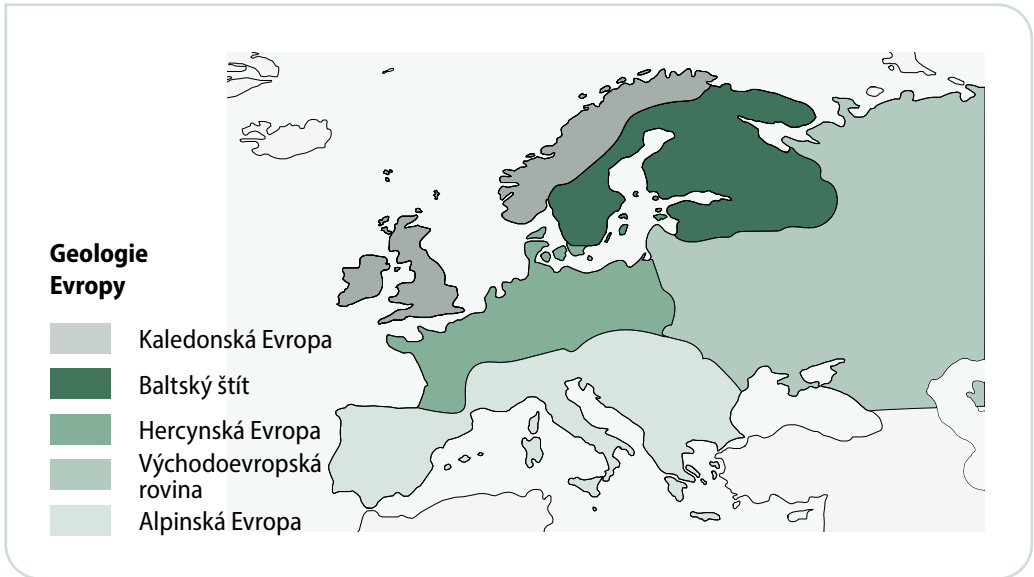 Geologie
Evropy
Kaledonská Evropa
Baltský štít
Hercynská Evropa
Východoevropská
rovina
Alpinská Evropa